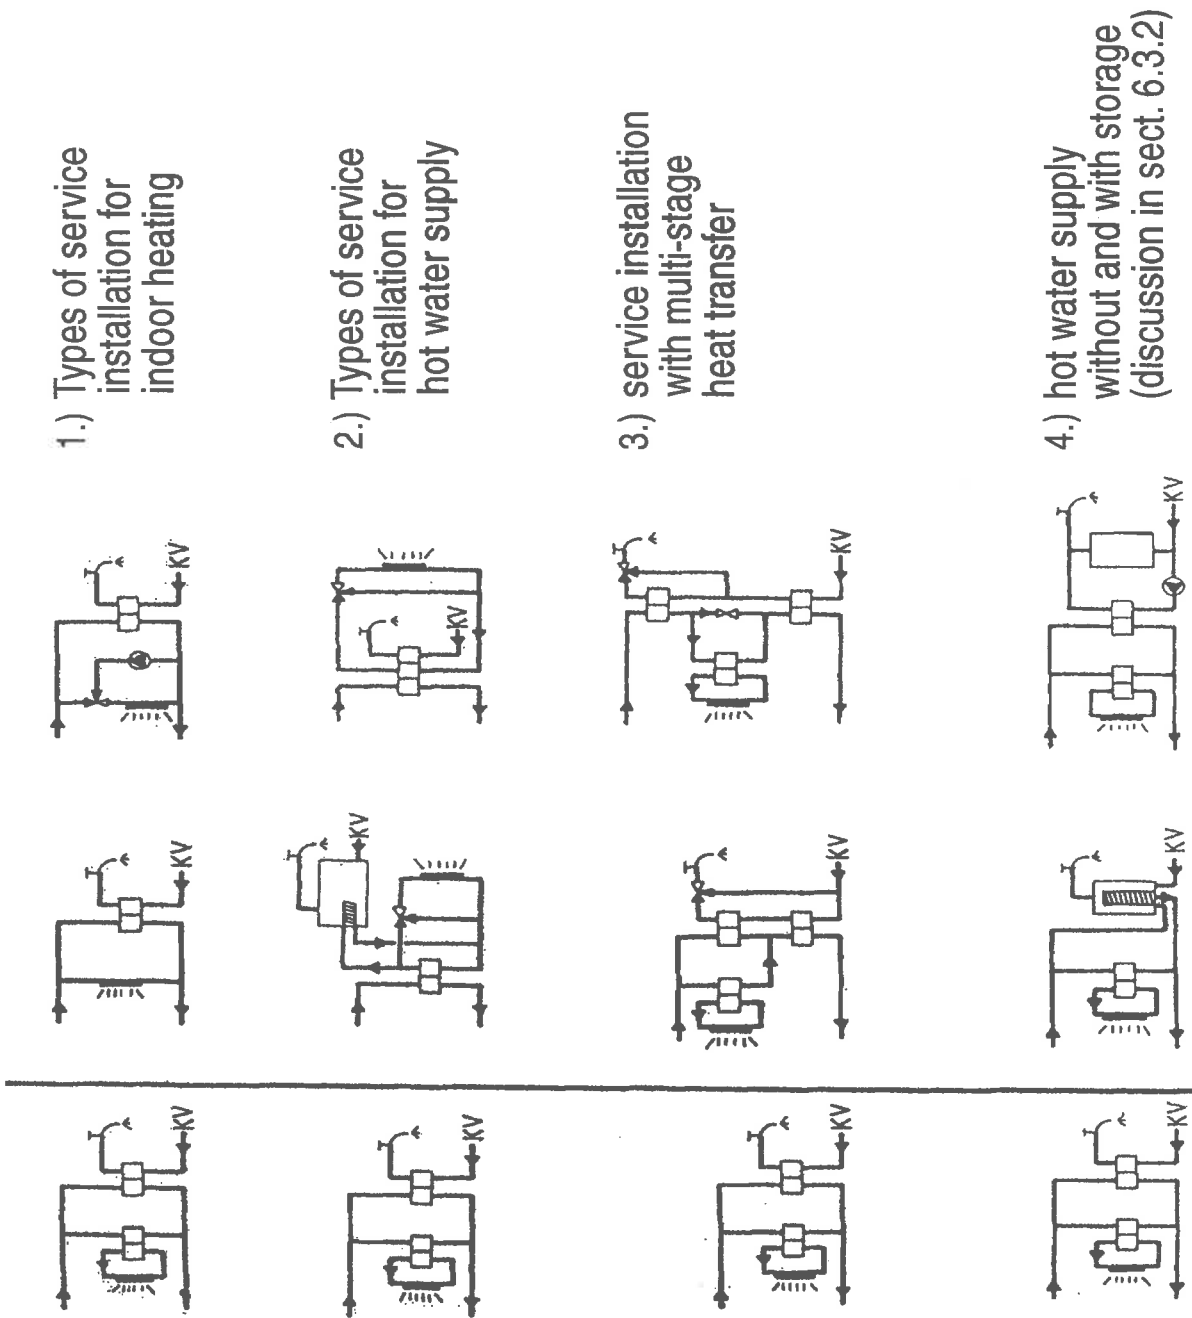 1.) Types of service
installation for
indoor heating
2.) Types of service
installation for
hot water supply
3.) service installation
with multi-stage
heat transfer
4.) hot water supply
without and with storage
(discussion in sect. 6.3.2)
KV
KV
KV
KV
KV
KV
KV
KV
KV
KV
KV
KV